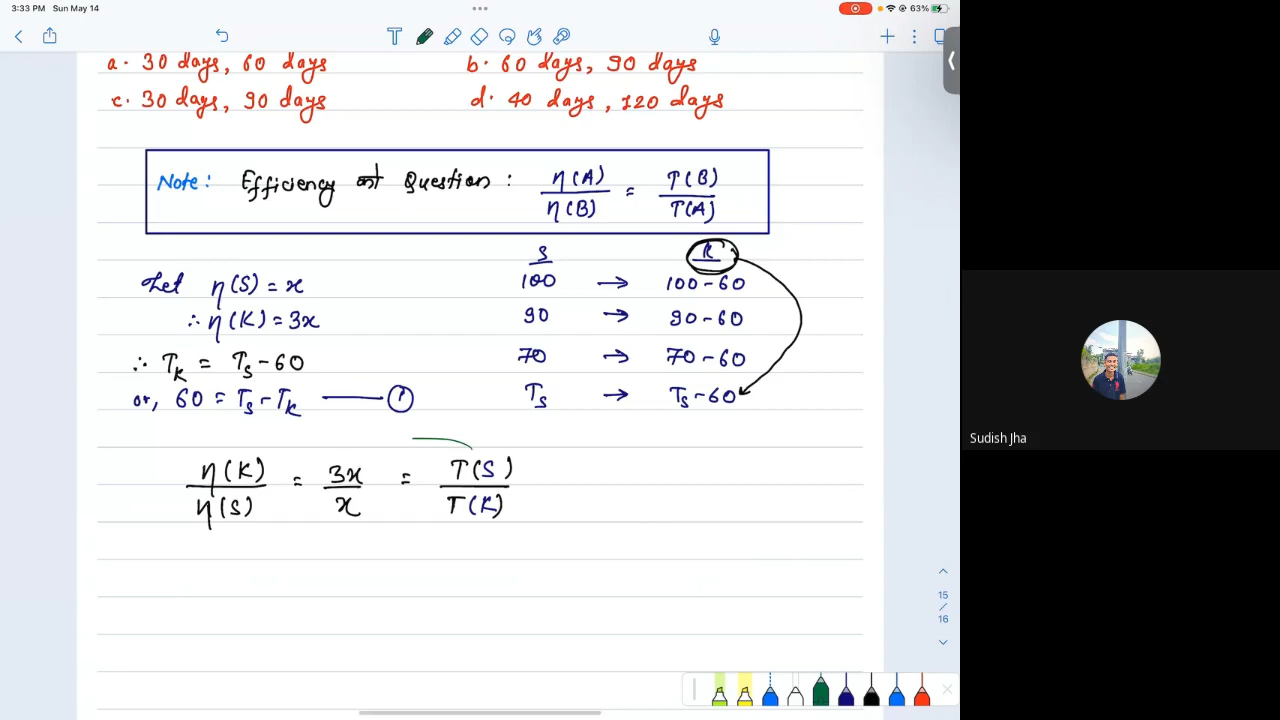 3:33 PM Sun May 14
63%
a. 30 days, 60 days b. 60 days, 90 days
c. 30 days, 90 days d. 40 days, 120 days
Note: Efficiency Question: η(A)/η(B) = T(B)/T(A)
S K
Let η(S) = x 100 → 100-60
∴ η(K) = 3x 90 → 90-60
∴ T_K = T_S - 60 70 → 70-60
or, 60 = T_S - T_K ——— ① T_S → T_S-60
η(K)/η(S) = 3x/x = T(S)/T(K)
Sudish Jha
15
/
16